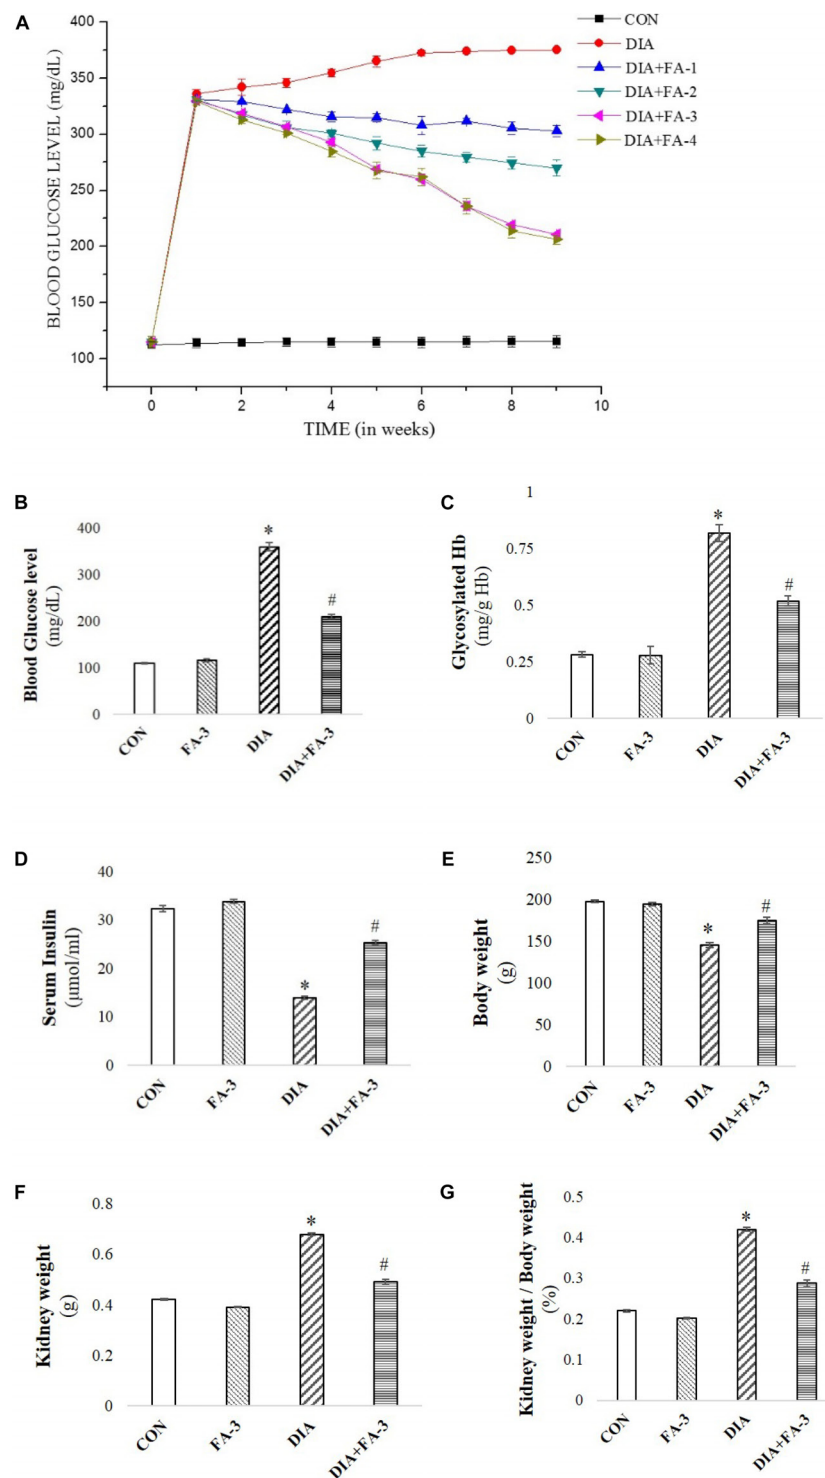 A
BLOOD GLUCOSE LEVEL (mg/dL)
400
350
300
250
200
150
100
0
2
4
6
8
10
TIME (in weeks)
CON
DIA
DIA+FA-1
DIA+FA-2
DIA+FA-3
DIA+FA-4
B
Blood Glucose level
(mg/dL)
400
300
200
100
0
*
#
CON
FA-3
DIA
DIA+FA-3
C
Glycosylated Hb
(mg/g Hb)
1
0.75
0.5
0.25
0
*
#
CON
FA-3
DIA
DIA+FA-3
D
Serum Insulin
(µmol/ml)
40
30
20
10
0
*
#
CON
FA-3
DIA
DIA+FA-3
E
Body weight
(g)
250
200
150
100
50
0
*
#
CON
FA-3
DIA
DIA+FA-3
F
Kidney weight
(g)
0.8
0.6
0.4
0.2
0
*
#
CON
FA-3
DIA
DIA+FA-3
G
Kidney weight / Body weight
(%)
0.5
0.4
0.3
0.2
0.1
0
*
#
CON
FA-3
DIA
DIA+FA-3